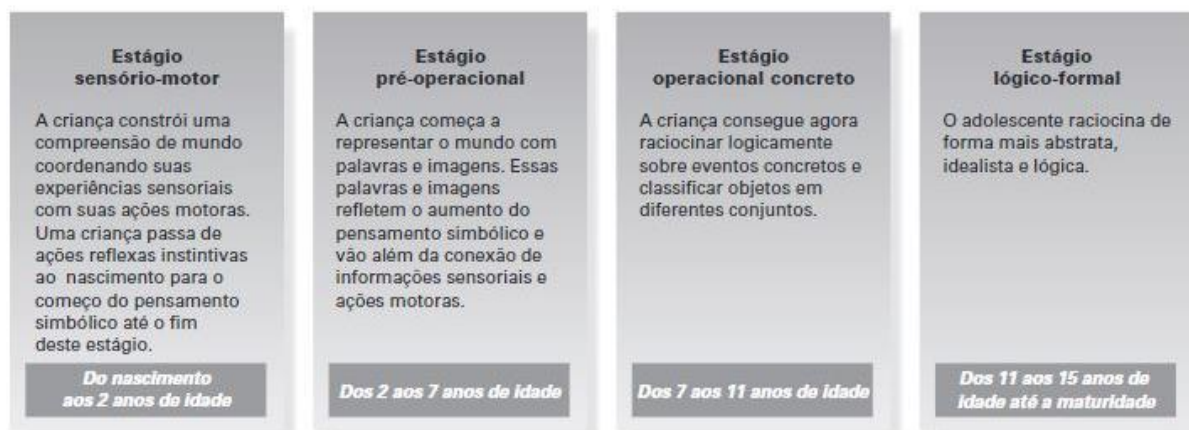 Estágio
sensório-motor
A criança constrói uma
compreensão de mundo
coordenando suas
experiências sensoriais
com suas ações motoras.
Uma criança passa de
ações reflexas instintivas
ao nascimento para o
começo do pensamento
simbólico até o fim
deste estágio.
Do nascimento
aos 2 anos de idade
Estágio
pré-operacional
A criança começa a
representar o mundo com
palavras e imagens. Essas
palavras e imagens
refletem o aumento do
pensamento simbólico e
vão além da conexão de
informações sensoriais e
ações motoras.
Dos 2 aos 7 anos de idade
Estágio
operacional concreto
A criança consegue agora
raciocinar logicamente
sobre eventos concretos e
classificar objetos em
diferentes conjuntos.
Dos 7 aos 11 anos de idade
Estágio
lógico-formal
O adolescente raciocina de
forma mais abstrata,
idealista e lógica.
Dos 11 aos 15 anos de
idade até a maturidade